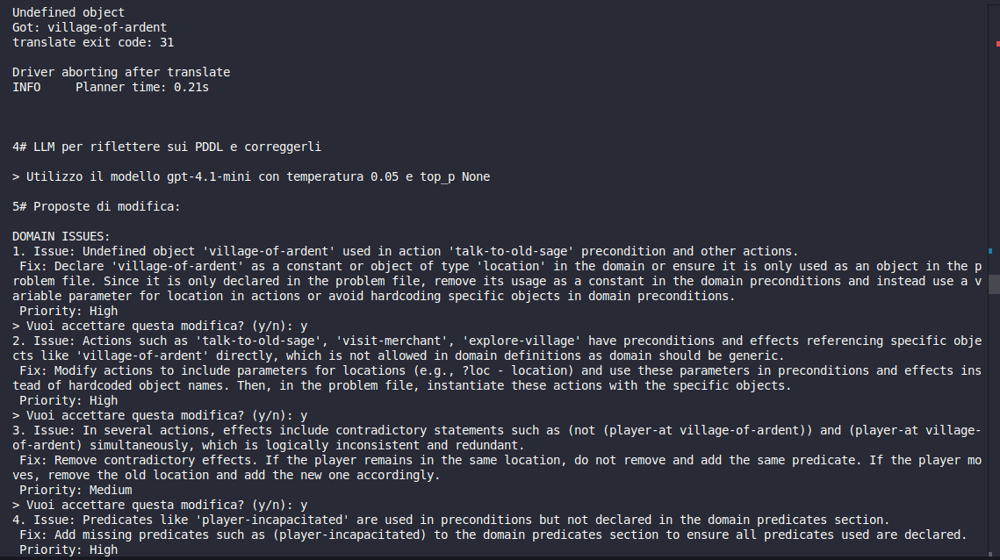 Undefined object
Got: village-of-ardent
translate exit code: 31
Driver aborting after translate
INFO     Planner time: 0.21s
4# LLM per riflettere sui PDDL e correggerli
> Utilizzo il modello gpt-4.1-mini con temperatura 0.05 e top_p None
5# Proposte di modifica:
DOMAIN ISSUES:
1. Issue: Undefined object 'village-of-ardent' used in action 'talk-to-old-sage' precondition and other actions.
 Fix: Declare 'village-of-ardent' as a constant or object of type 'location' in the domain or ensure it is only used as an object in the p
roblem file. Since it is only declared in the problem file, remove its usage as a constant in the domain preconditions and instead use a v
ariable parameter for location in actions or avoid hardcoding specific objects in domain preconditions.
 Priority: High
> Vuoi accettare questa modifica? (y/n): y
2. Issue: Actions such as 'talk-to-old-sage', 'visit-merchant', 'explore-village' have preconditions and effects referencing specific obje
cts like 'village-of-ardent' directly, which is not allowed in domain definitions as domain should be generic.
 Fix: Modify actions to include parameters for locations (e.g., ?loc - location) and use these parameters in preconditions and effects ins
tead of hardcoded object names. Then, in the problem file, instantiate these actions with the specific objects.
 Priority: High
> Vuoi accettare questa modifica? (y/n): y
3. Issue: In several actions, effects include contradictory statements such as (not (player-at village-of-ardent)) and (player-at village-
of-ardent) simultaneously, which is logically inconsistent and redundant.
 Fix: Remove contradictory effects. If the player remains in the same location, do not remove and add the same predicate. If the player mo
ves, remove the old location and add the new one accordingly.
 Priority: Medium
> Vuoi accettare questa modifica? (y/n): y
4. Issue: Predicates like 'player-incapacitated' are used in preconditions but not declared in the domain predicates section.
 Fix: Add missing predicates such as (player-incapacitated) to the domain predicates section to ensure all predicates used are declared.
 Priority: High